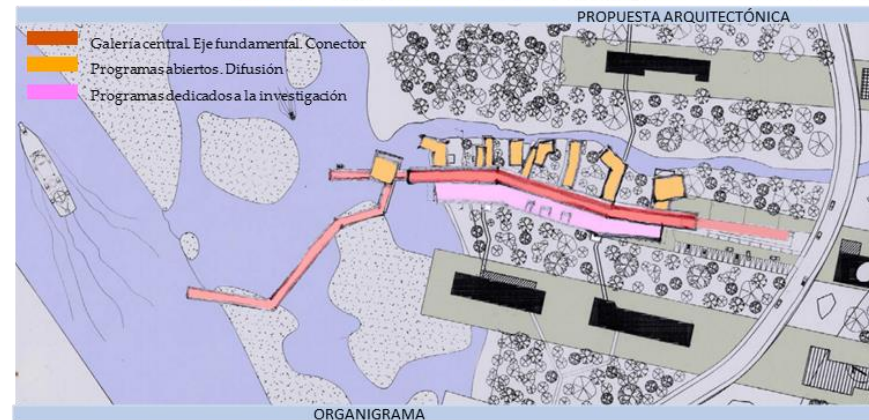 PROPUESTA ARQUITECTÓNICA
Galería central. Eje fundamental. Conector
Programas abiertos. Difusión
Programas dedicados a la investigación
ORGANIGRAMA